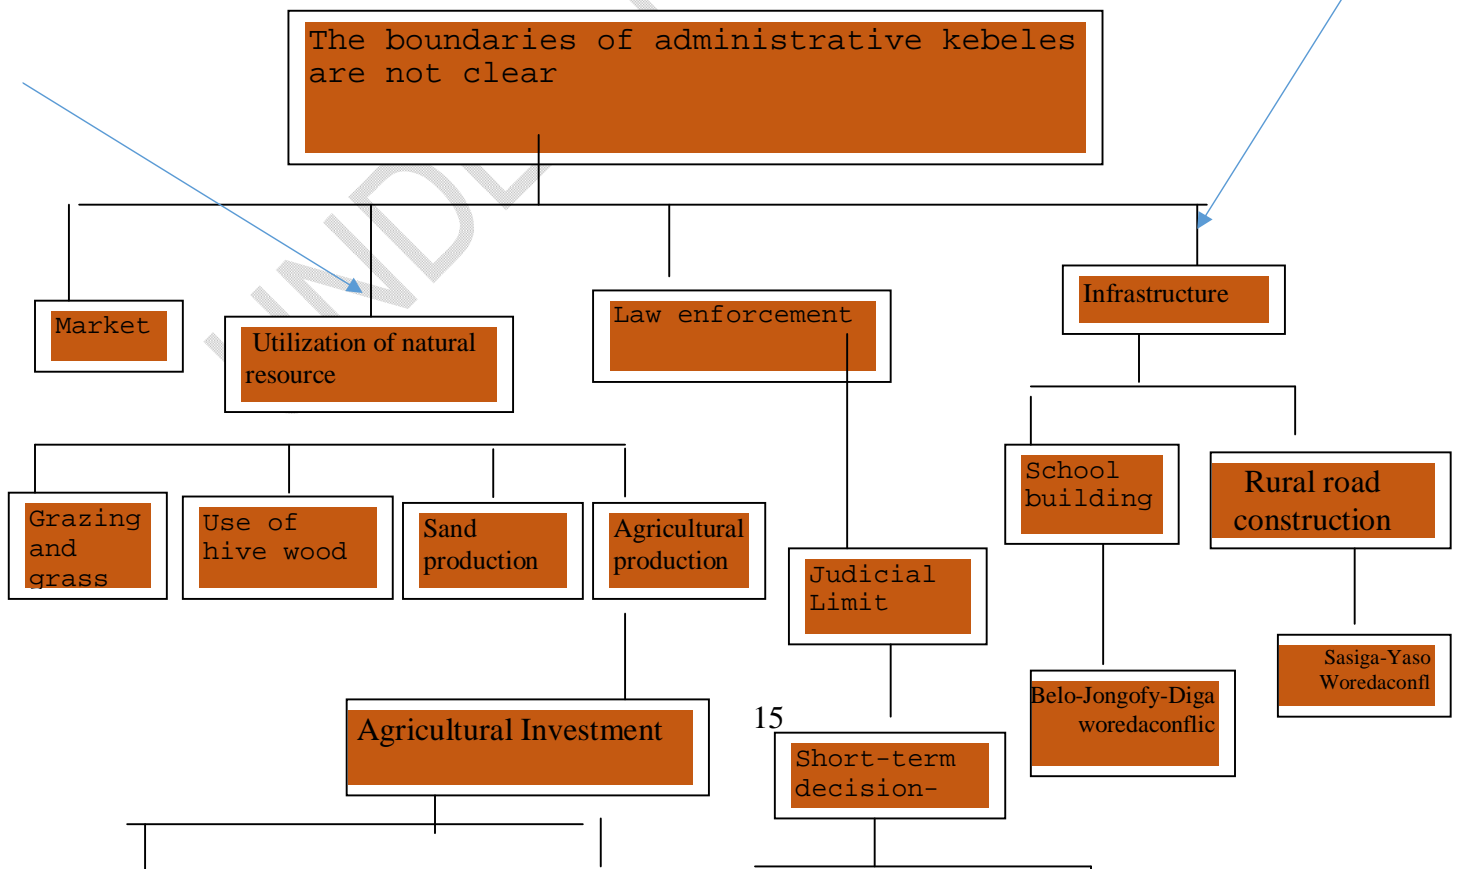 The boundaries of administrative kebeles
are not clear
Market
Utilization of natural
resource
Law enforcement
Infrastructure
Grazing
and
grass
Use of
hive wood
Sand
production
Agricultural
production
Judicial
Limit
School
building
Rural road
construction
Agricultural Investment
15
Short-term
decision-
Belo-Jongofy-Diga
woredaconflic
Sasiga-Yaso
Woredaconfl